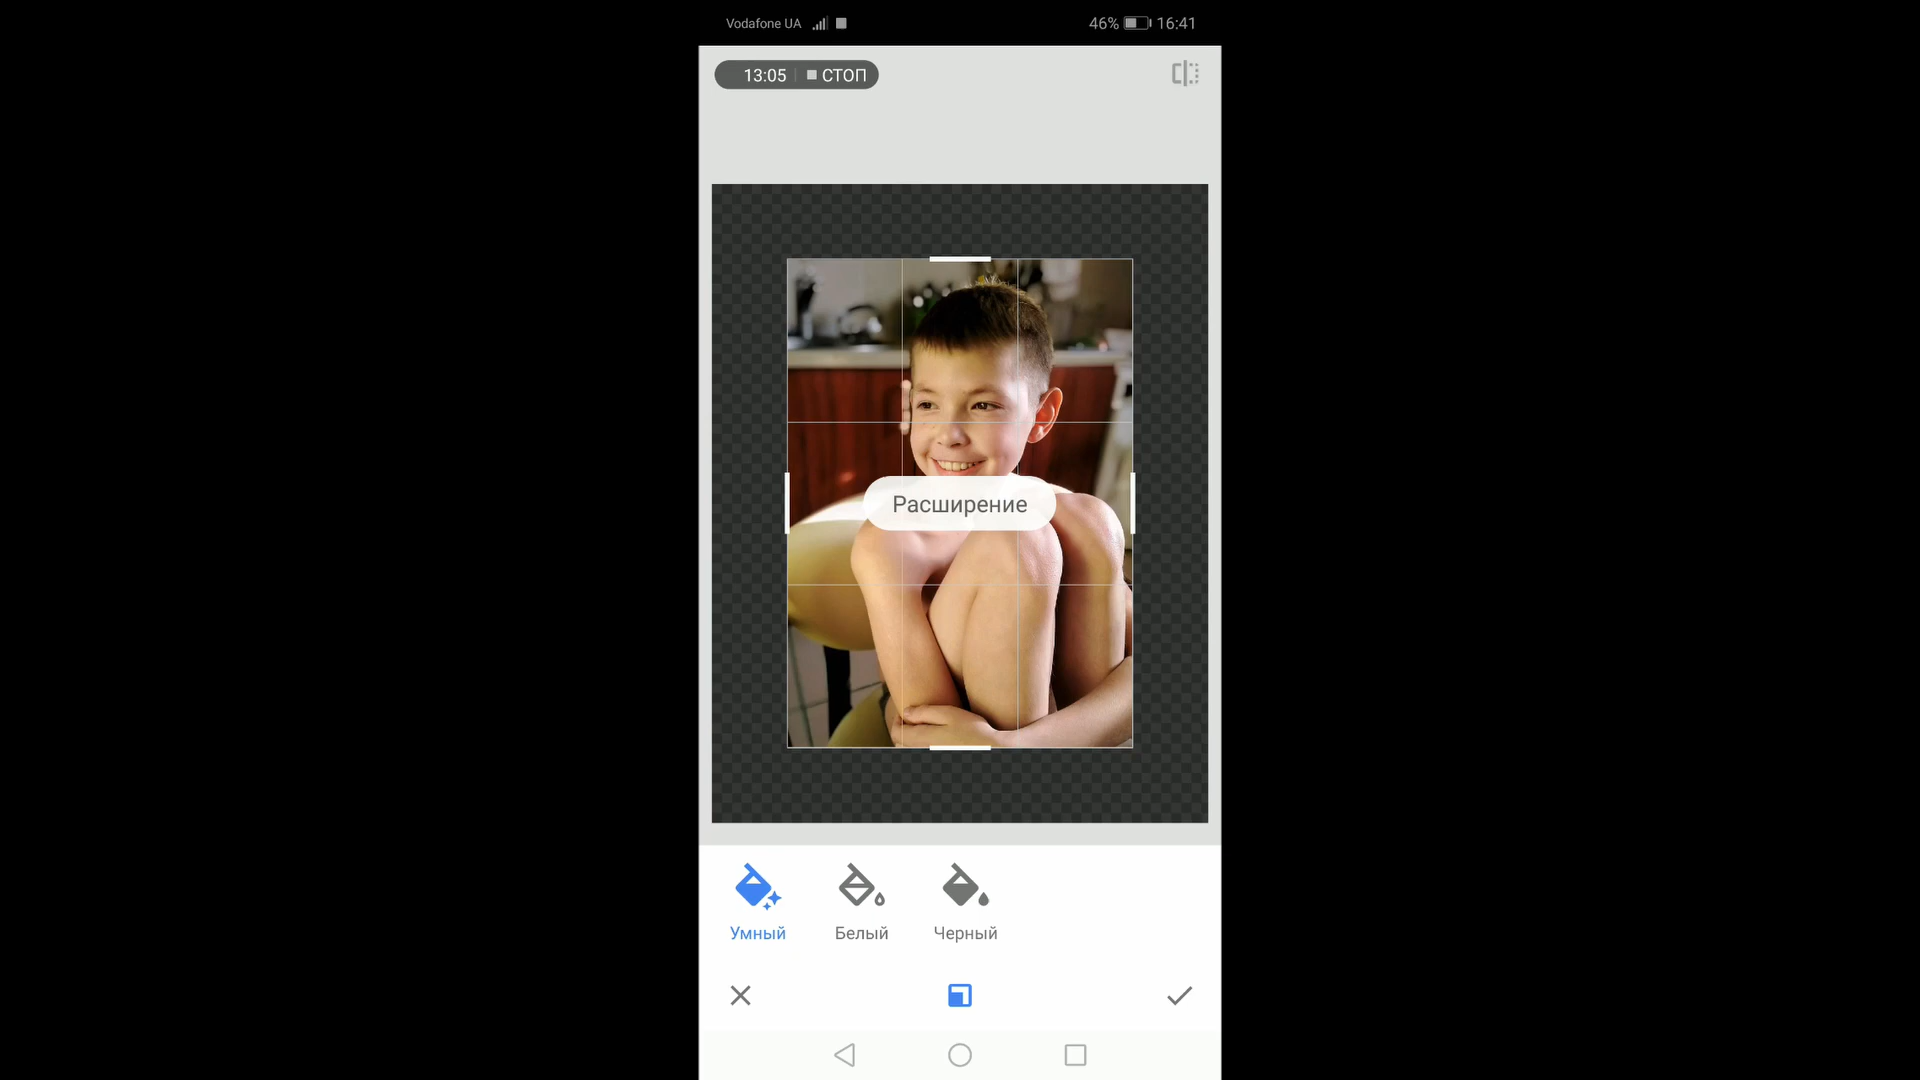 Vodafone UA
46% 16:41
13:05 СТОП
Расширение
Умный Белый Черный